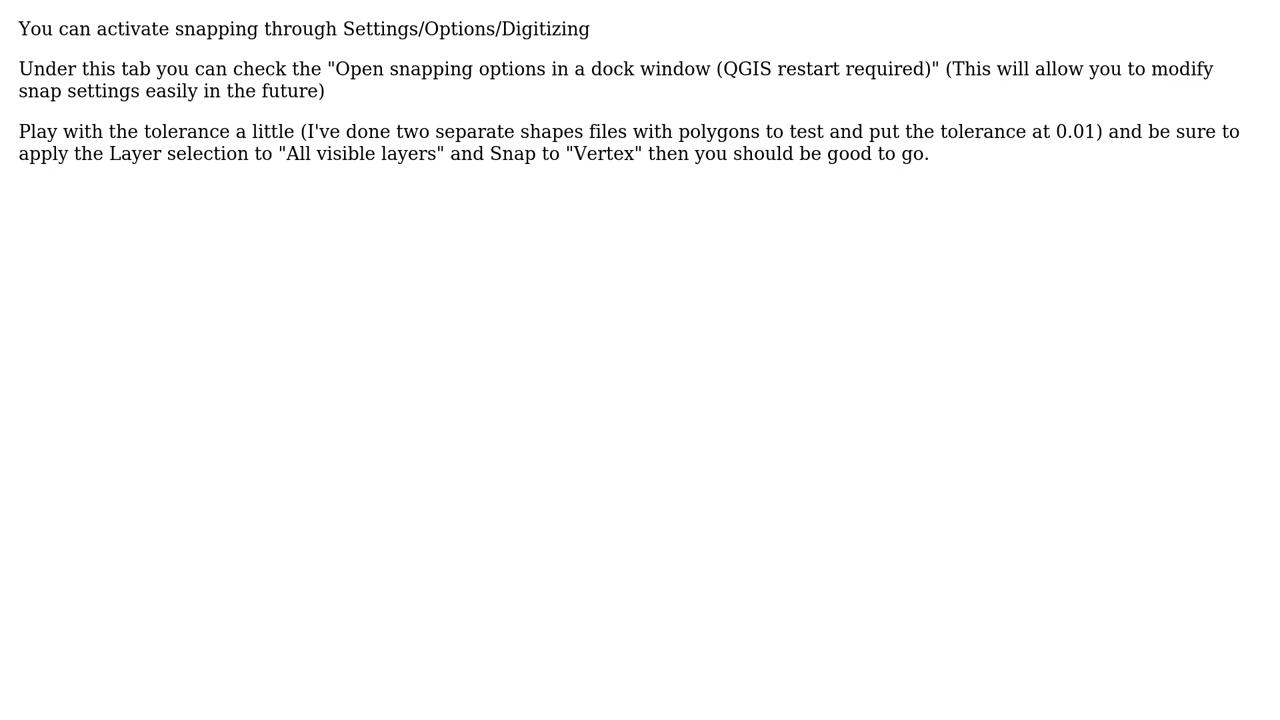 You can activate snapping through Settings/Options/Digitizing
Under this tab you can check the "Open snapping options in a dock window (QGIS restart required)" (This will allow you to modify
snap settings easily in the future)
Play with the tolerance a little (I've done two separate shapes files with polygons to test and put the tolerance at 0.01) and be sure to
apply the Layer selection to "All visible layers" and Snap to "Vertex" then you should be good to go.